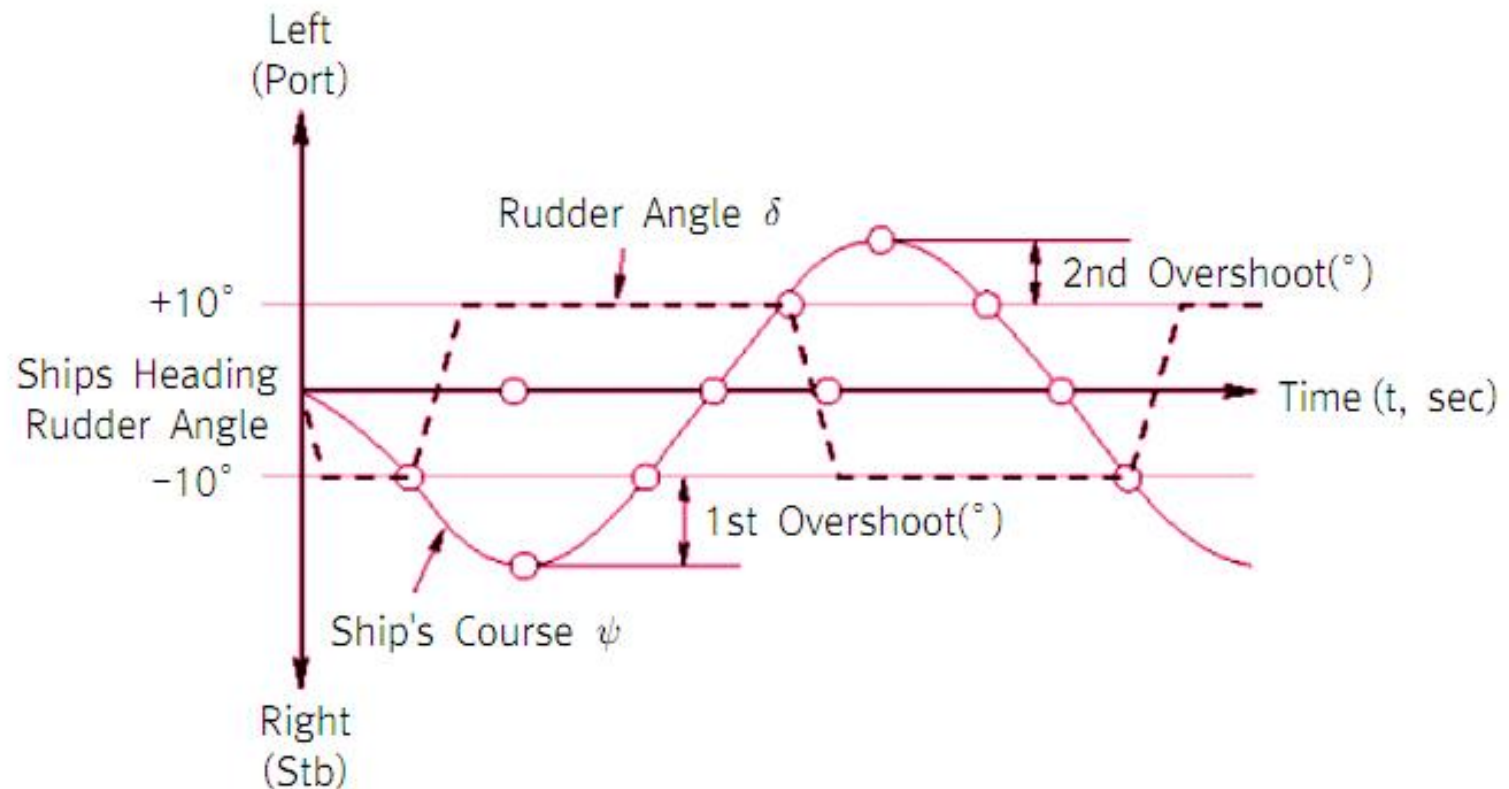 Left
(Port)
Rudder Angle δ
2nd Overshoot(°)
+10°
Ships Heading
Rudder Angle
Time (t, sec)
-10°
1st Overshoot(°)
Ship's Course ψ
Right
(Stb)